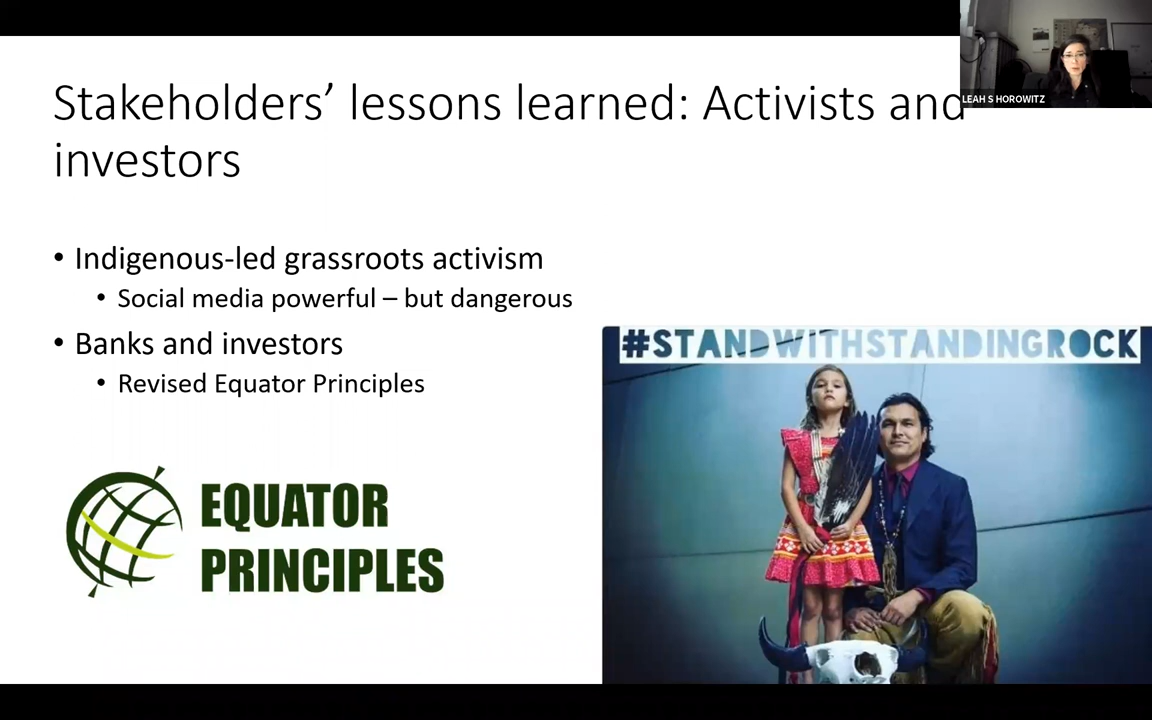 Stakeholders’ lessons learned: Activists and
investors
LEAH S HOROWITZ
• Indigenous-led grassroots activism
• Social media powerful – but dangerous
• Banks and investors
• Revised Equator Principles
#STANDWITHSTANDINGROCK
EQUATOR
PRINCIPLES